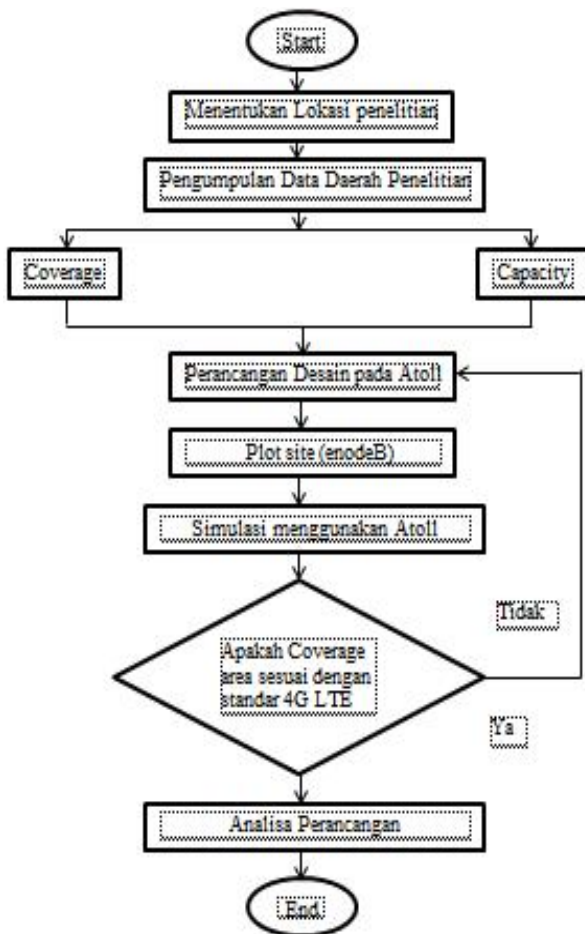 Start
Menentukan Lokasi penelitian
Pengumpulan Data Daerah Penelitian
Coverage
Capacity
Perancangan Desain pada Atoll
Plot site (enodeB)
Simulasi menggunakan Atoll
Apakah Coverage
area sesuai dengan
standar 4G LTE
Tidak
Ya
Analisa Perancangan
End